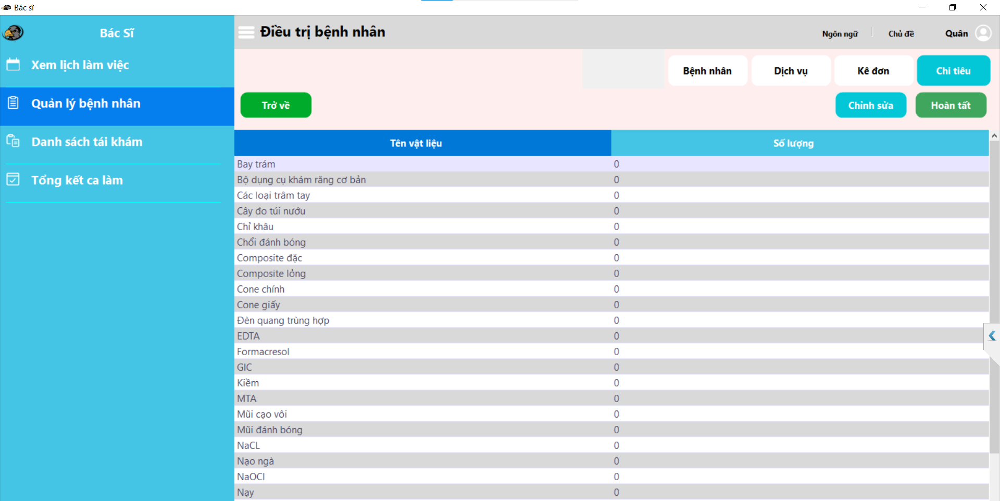 Bác sĩ
Bác Sĩ
Điều trị bệnh nhân
Ngôn ngữ
Chủ đề
Quân
Xem lịch làm việc
Quản lý bệnh nhân
Danh sách tái khám
Tổng kết ca làm
Bệnh nhân
Dịch vụ
Kê đơn
Chi tiêu
Trở về
Chỉnh sửa
Hoàn tất
Tên vật liệu Số lượng
Bay trám 0
Bộ dụng cụ khám răng cơ bản 0
Các loại trâm tay 0
Cây đo túi nướu 0
Chỉ khâu 0
Chổi đánh bóng 0
Composite đặc 0
Composite lỏng 0
Cone chính 0
Cone giấy 0
Đèn quang trùng hợp 0
EDTA 0
Formacresol 0
GIC 0
Kiềm 0
MTA 0
Mũi cạo vôi 0
Mũi đánh bóng 0
NaCL 0
Nạo ngà 0
NaOCl 0
Nạy 0